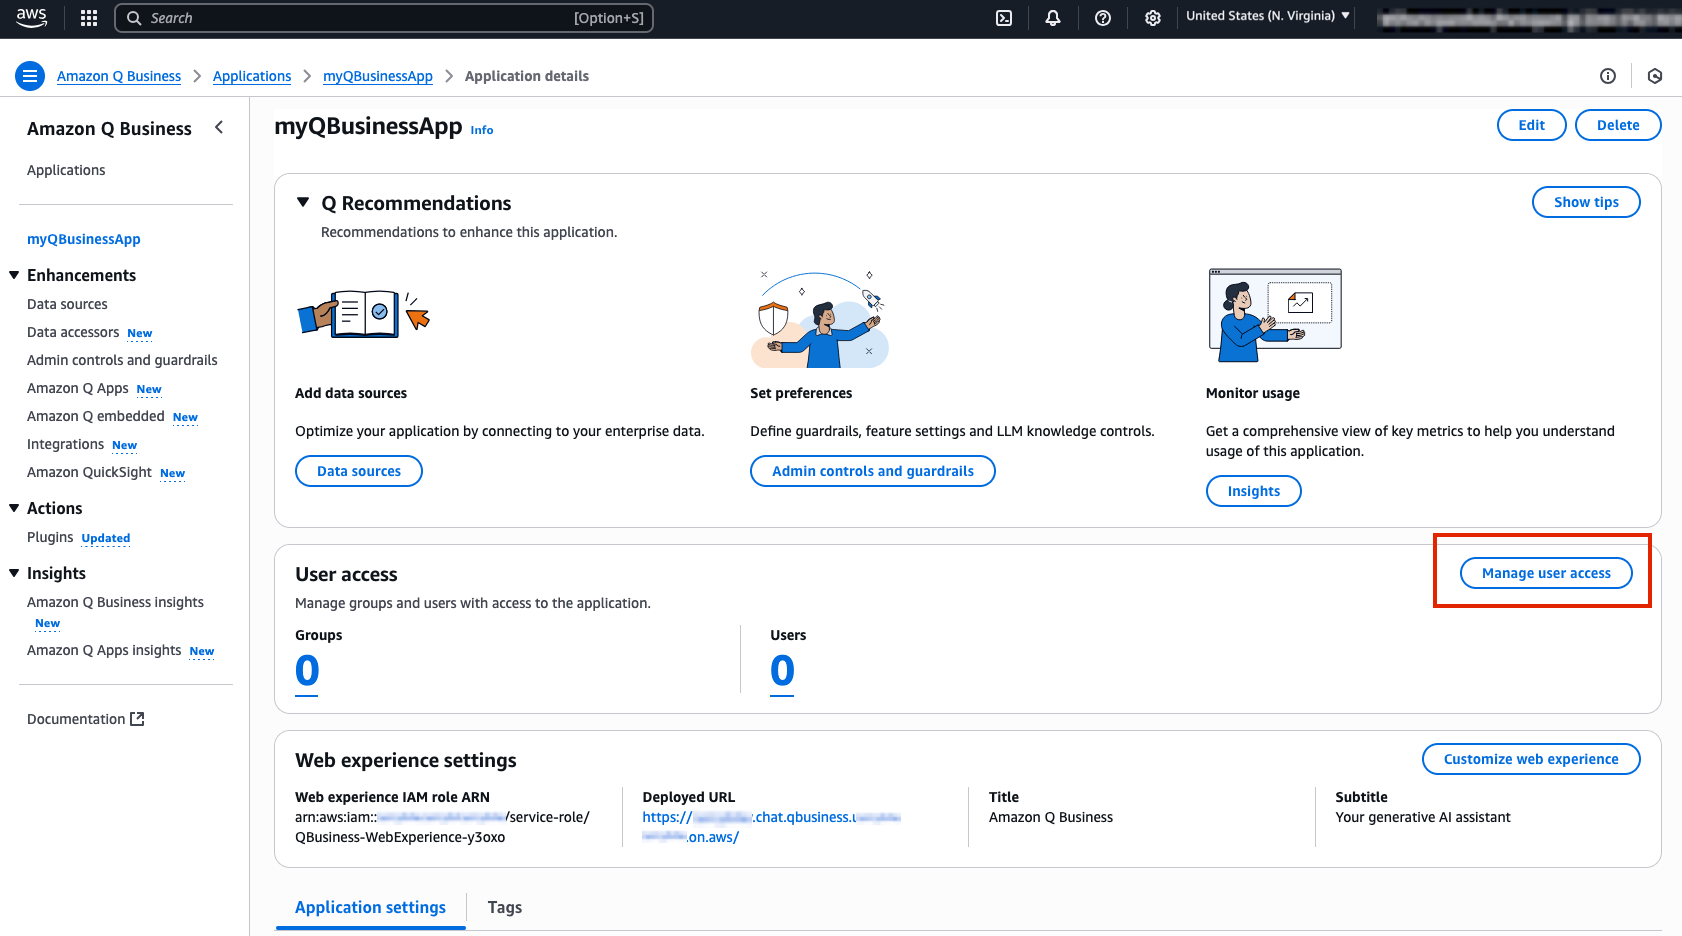 aws
Search
[Option+S]
United States (N. Virginia)
Amazon Q Business
Applications
myQBusinessApp
Application details
Amazon Q Business
Applications
myQBusinessApp
Enhancements
Data sources
Data accessors New
Admin controls and guardrails
Amazon Q Apps New
Amazon Q embedded New
Integrations New
Amazon QuickSight New
Actions
Plugins Updated
Insights
Amazon Q Business insights
New
Amazon Q Apps insights New
Documentation
myQBusinessApp Info
Edit
Delete
Q Recommendations
Show tips
Recommendations to enhance this application.
Add data sources
Optimize your application by connecting to your enterprise data.
Data sources
Set preferences
Define guardrails, feature settings and LLM knowledge controls.
Admin controls and guardrails
Monitor usage
Get a comprehensive view of key metrics to help you understand
usage of this application.
Insights
User access
Manage user access
Manage groups and users with access to the application.
Groups
0
Users
0
Web experience settings
Customize web experience
Web experience IAM role ARN
arn:aws:iam:: /service-role/
QBusiness-WebExperience-y3oxo
Deployed URL
https:// .chat.qbusiness.
.on.aws/
Title
Amazon Q Business
Subtitle
Your generative AI assistant
Application settings
Tags